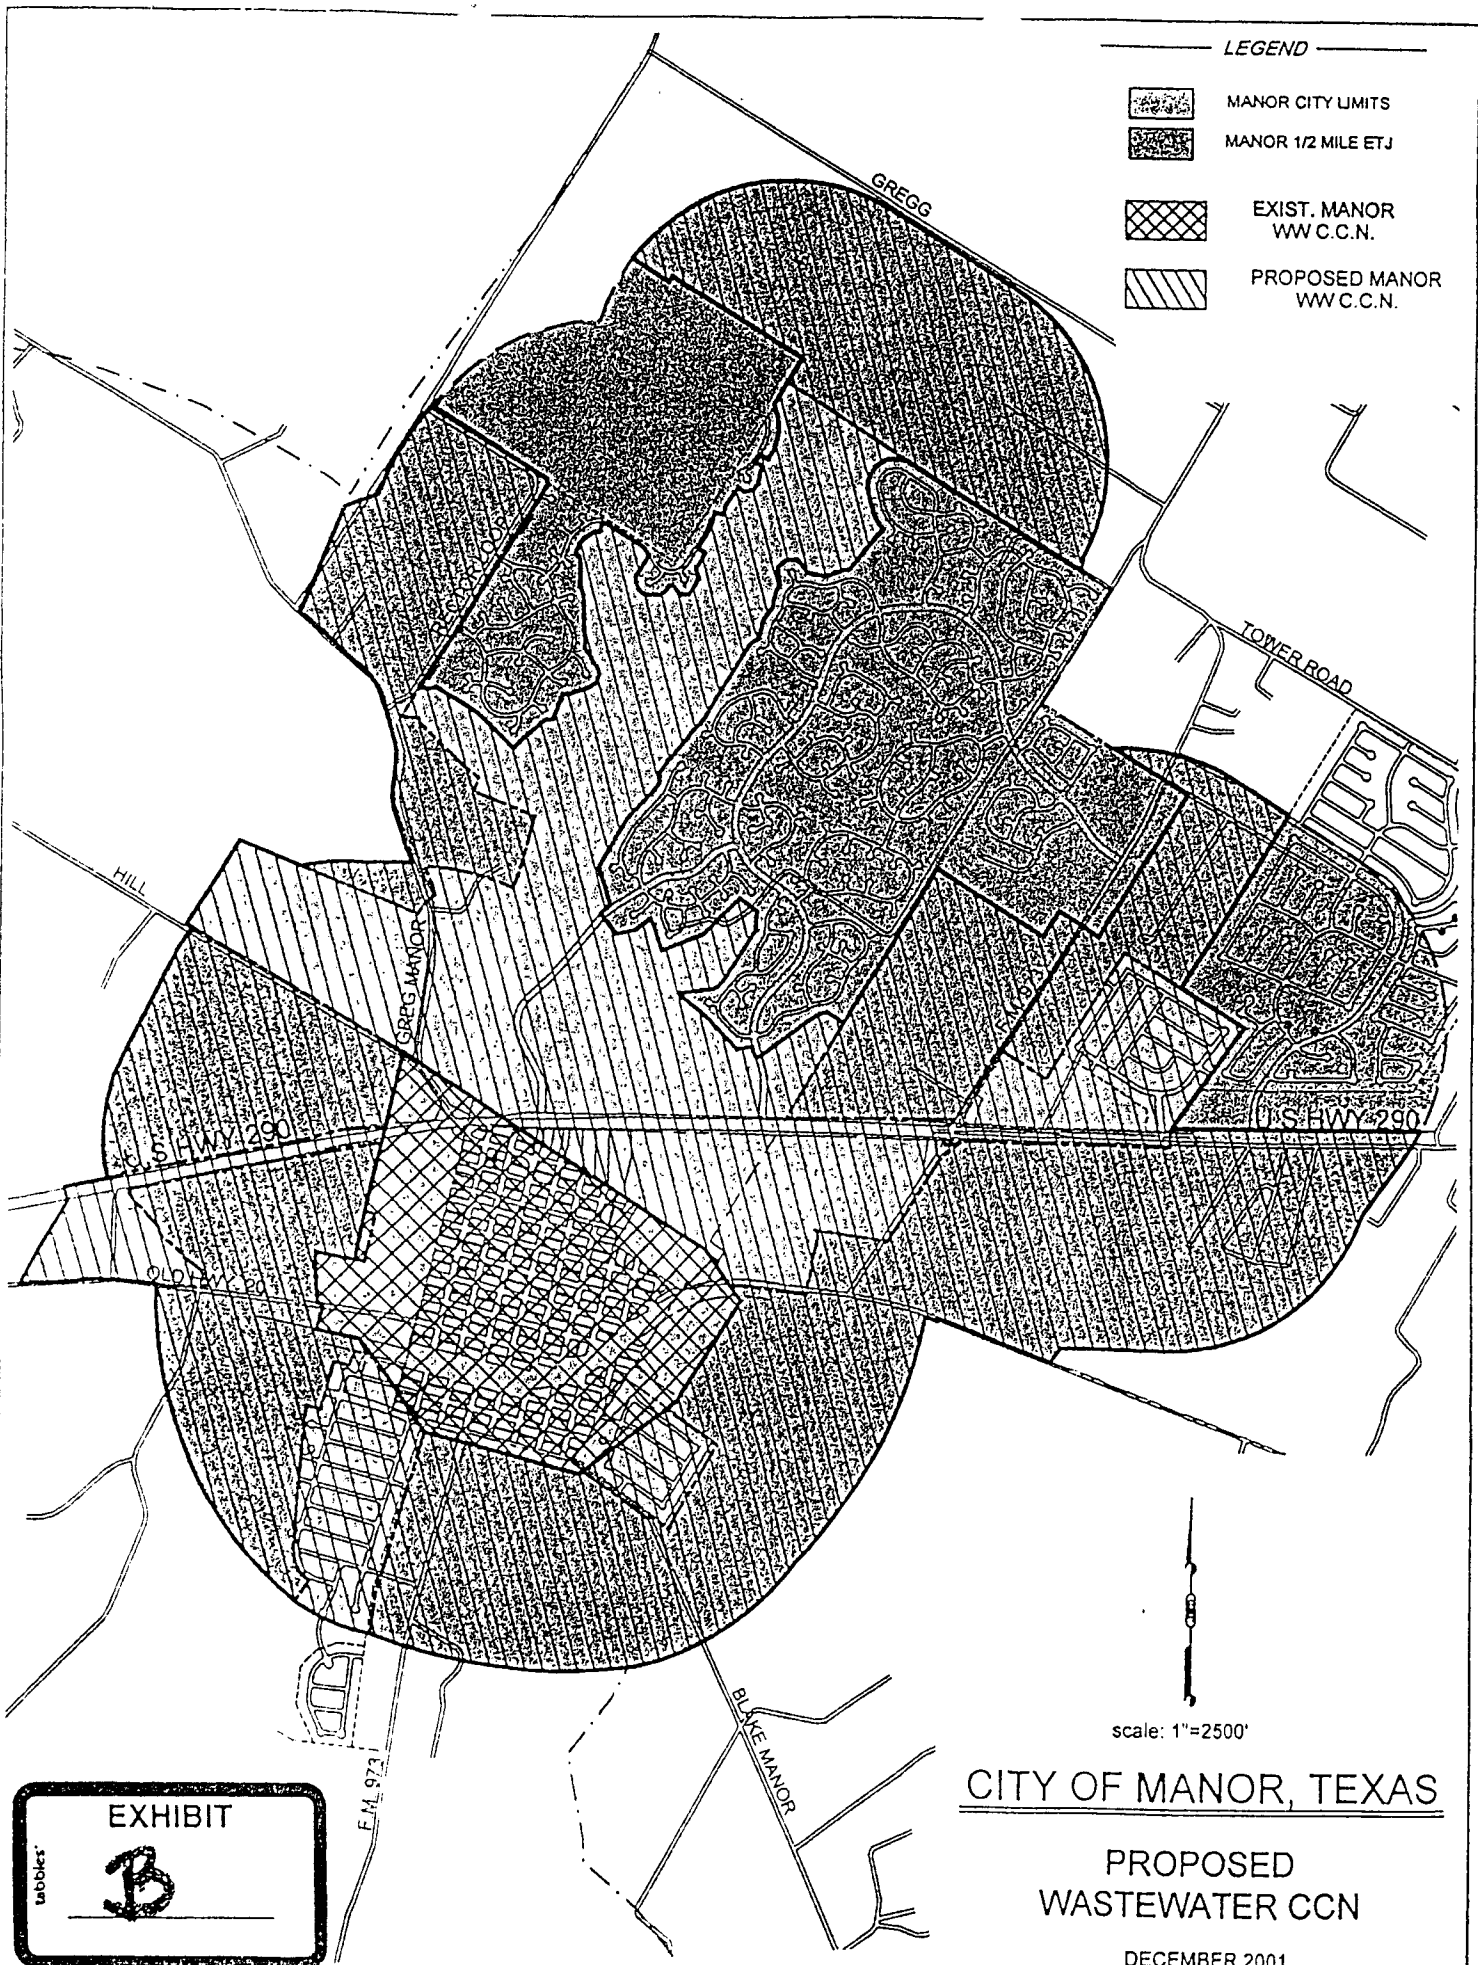 LEGEND
MANOR CITY LIMITS
MANOR 1/2 MILE ETJ
EXIST. MANOR
WW C.C.N.
PROPOSED MANOR
WW C.C.N.
GREGG
TOWER ROAD
HILL
GREG MANOR
U.S HWY 290
U.S HWY 290
OLD HWY 20
BLAKE MANOR
F.M. 973
scale: 1"=2500'
CITY OF MANOR, TEXAS
PROPOSED
WASTEWATER CCN
DECEMBER 2001
EXHIBIT
tabbies'
B